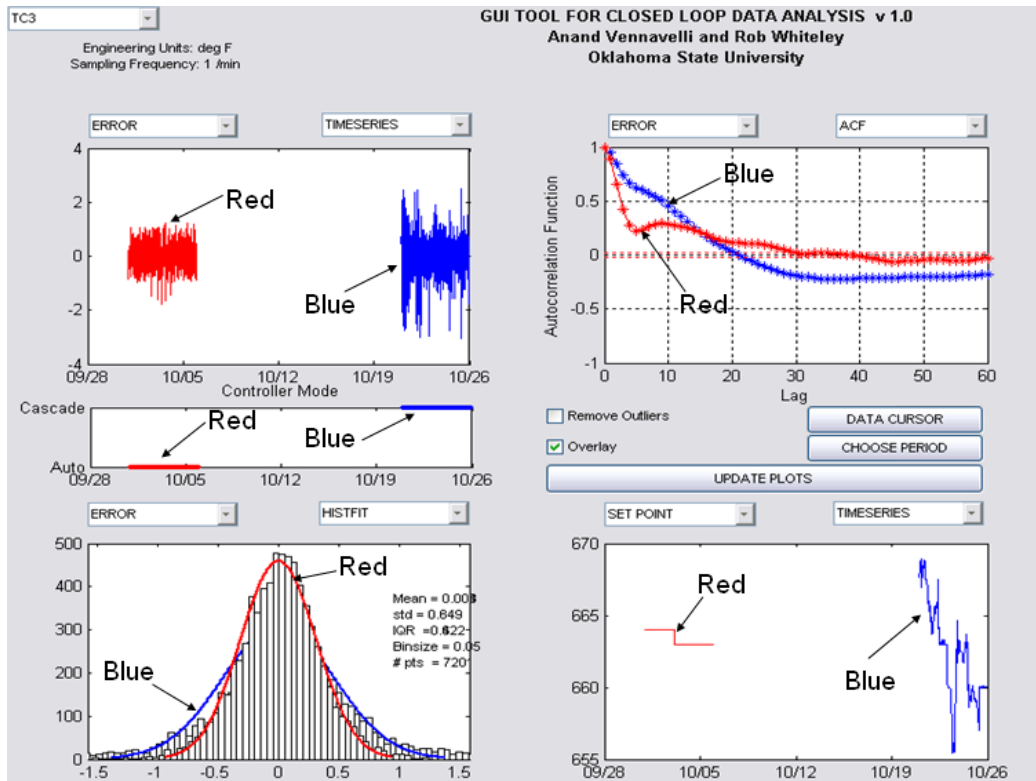 TC3
GUI TOOL FOR CLOSED LOOP DATA ANALYSIS v 1.0
Anand Vennavelli and Rob Whiteley
Oklahoma State University
Engineering Units: deg F
Sampling Frequency: 1 /min
ERROR
TIMESERIES
4
2
0
-2
-4
Red
Blue
09/28 10/05 10/12 10/19 10/26
Controller Mode
Cascade
Auto
Red
Blue
09/28 10/05 10/12 10/19 10/26
ERROR
ACF
Autocorrelation Function
1
0.5
0
-0.5
-1
Blue
Red
0 10 20 30 40 50 60
Lag
Remove Outliers
DATA CURSOR
Overlay
CHOOSE PERIOD
UPDATE PLOTS
ERROR
HISTFIT
500
400
300
200
100
0
Red
Blue
Mean =
std = 0.649
IQR =
Binsize = 0.05
# pts = 7201
-1.5 -1 -0.5 0 0.5 1 1.5
SET POINT
TIMESERIES
670
665
660
655
Red
Blue
09/28 10/05 10/12 10/19 10/26